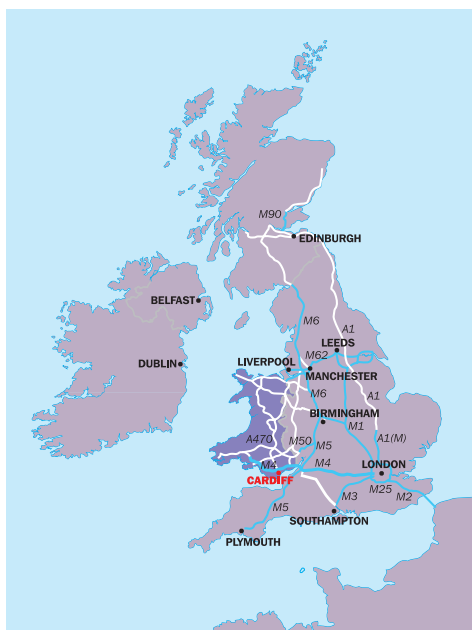 M90
EDINBURGH
BELFAST
M6
A1
LEEDS
M62
LIVERPOOL
DUBLIN
MANCHESTER
M6
A1
BIRMINGHAM
M1
A470
M50
M5
A1(M)
M4
M4
LONDON
CARDIFF
M25
M3
M2
M5
SOUTHAMPTON
PLYMOUTH